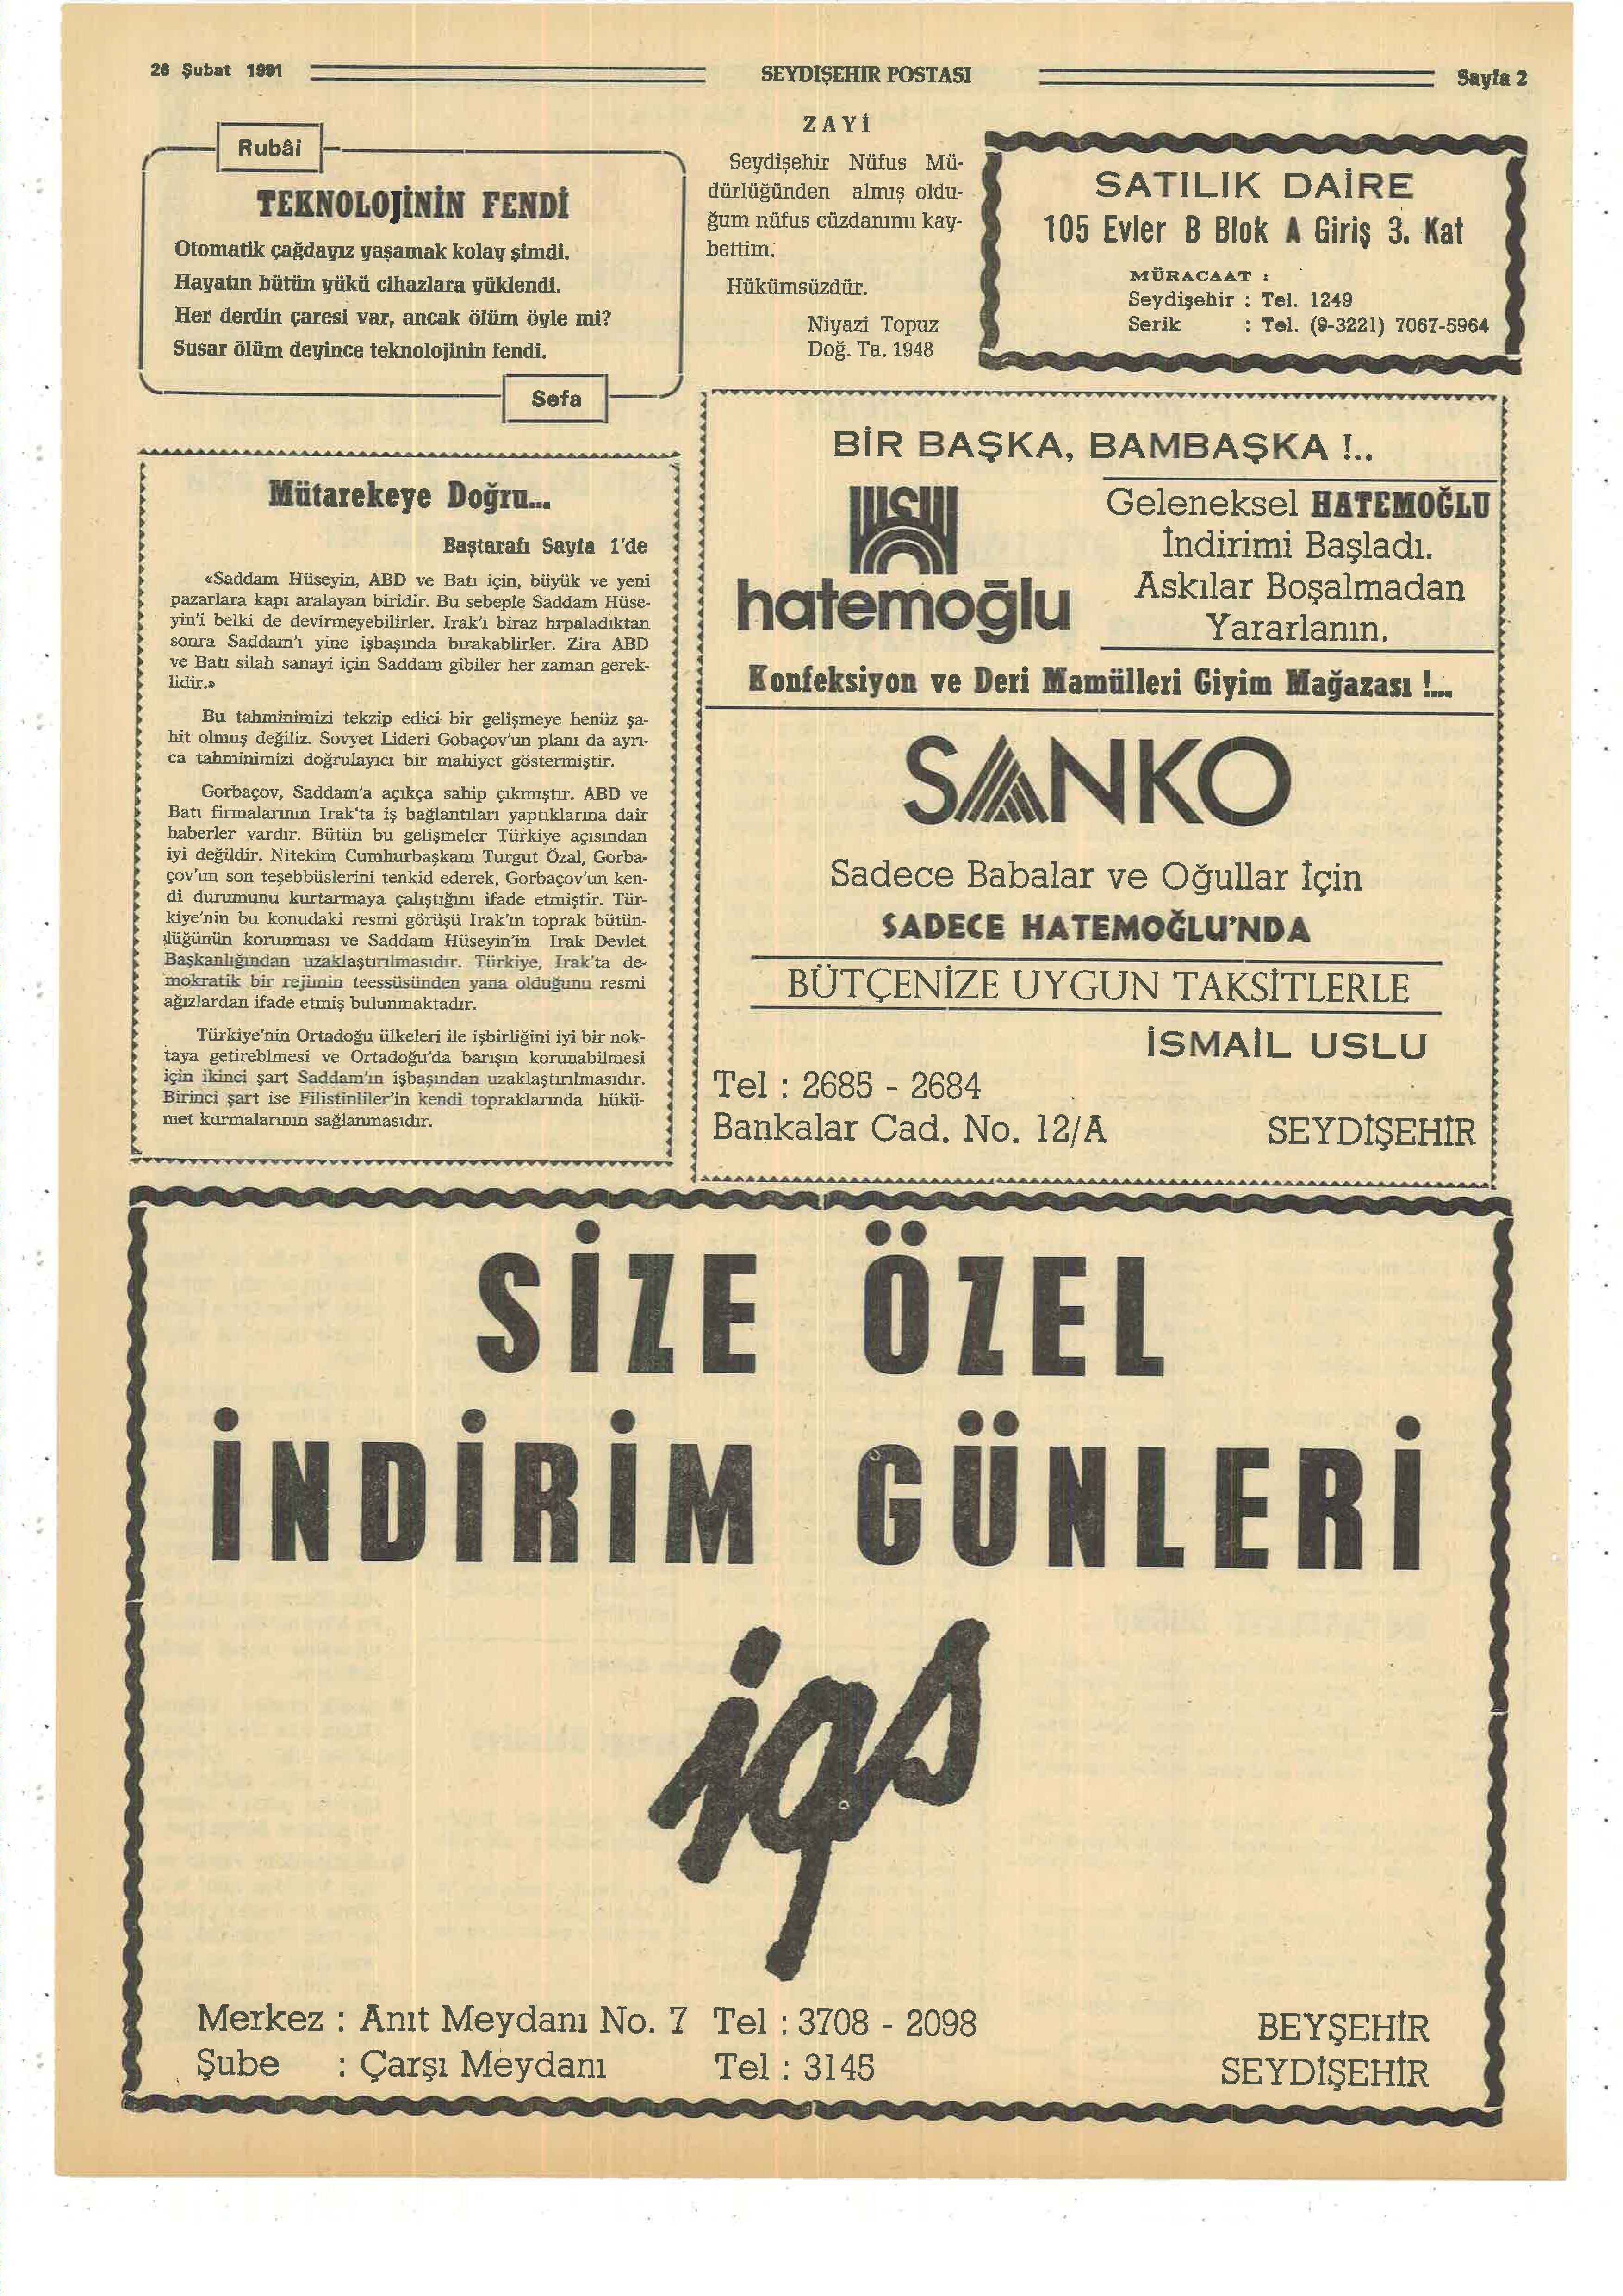 26 Şubat 1991
SEYDİŞEHİR POSTASI
Sayfa 2
Rubâi
TEKNOLOJİNİN FENDİ
Otomatik çağdayız yaşamak kolay şimdi.
Hayatın bütün yükü cihazlara yüklendi.
Her derdin çaresi var, ancak ölüm öyle mi?
Susar ölüm deyince teknolojinin fendi.
Sefa
ZAYİ
Seydişehir Nüfus Mü-
dürlüğünden almış oldu-
ğum nüfus cüzdanımı kay-
bettim.
Hükümsüzdür.
Niyazi Topuz
Doğ. Ta. 1948
SATILIK DAİRE
105 Evler B Blok A Giriş 3. Kat
MÜRACAAT :
Seydişehir : Tel. 1249
Serik : Tel. (9-3221) 7067-5964
Mütarekeye Doğru...
Baştarafı Sayfa 1'de
«Saddam Hüseyin, ABD ve Batı için, büyük ve yeni
pazarlara kapı aralayan biridir. Bu sebeple Saddam Hüse-
yin'i belki de devirmeyebilirler. Irak'ı biraz hrpaladıktan
sonra Saddam'ı yine işbaşında bırakablirler. Zira ABD
ve Batı silah sanayi için Saddam gibiler her zaman gerek-
lidir.»
Bu tahminimizi tekzip edici bir gelişmeye henüz şa-
hit olmuş değiliz. Sovyet Lideri Gobaçov'un planı da ayrı-
ca tahminimizi doğrulayıcı bir mahiyet göstermiştir.
Gorbaçov, Saddam'a açıkça sahip çıkmıştır. ABD ve
Batı firmalarının Irak'ta iş bağlantıları yaptıklarına dair
haberler vardır. Bütün bu gelişmeler Türkiye açısından
iyi değildir. Nitekim Cumhurbaşkanı Turgut Özal, Gorba-
çov'un son teşebbüslerini tenkid ederek, Gorbaçov'un ken-
di durumunu kurtarmaya çalıştığını ifade etmiştir. Tür-
kiye'nin bu konudaki resmi görüşü Irak'ın toprak bütün-
lüğünün korunması ve Saddam Hüseyin'in Irak Devlet
Başkanlığından uzaklaştırılmasıdır. Türkiye, Irak'ta de-
mokratik bir rejimin teessüsünden yana olduğunu resmi
ağızlardan ifade etmiş bulunmaktadır.
Türkiye'nin Ortadoğu ülkeleri ile işbirliğini iyi bir nok-
taya getireblmesi ve Ortadoğu'da barışın korunabilmesi
için ikinci şart Saddam'ın işbaşından uzaklaştırılmasıdır.
Birinci şart ise Filistinliler'in kendi topraklarında hükü-
met kurmalarının sağlanmasıdır.
BİR BAŞKA, BAMBAŞKA !..
hatemoğlu
Geleneksel HATEMOĞLU
İndirimi Başladı.
Askılar Boşalmadan
Yararlanın.
Konfeksiyon ve Deri Mamülleri Giyim Mağazası !...
SANKO
Sadece Babalar ve Oğullar İçin
SADECE HATEMOĞLU'NDA
BÜTÇENİZE UYGUN TAKSİTLERLE
İSMAİL USLU
Tel : 2685 - 2684
Bankalar Cad. No. 12/A SEYDİŞEHİR
SİZE ÖZEL
İNDİRİM GÜNLERİ
igs
Merkez : Anıt Meydanı No. 7 Tel : 3708 - 2098 BEYŞEHİR
Şube : Çarşı Meydanı Tel : 3145 SEYDİŞEHİR